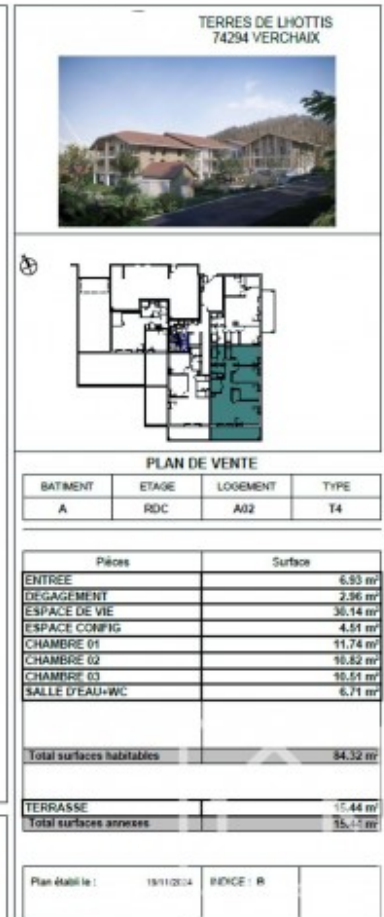 TERRES DE LHOTTIS
74294 VERCHAIX
PLAN DE VENTE
BATIMENT ETAGE LOGEMENT TYPE
A RDC A02 T4
Pièces Surface
ENTREE 6.93 m²
DEGAGEMENT 2.96 m²
ESPACE DE VIE 30.14 m²
ESPACE CONFIG 4.51 m²
CHAMBRE 01 11.74 m²
CHAMBRE 02 10.82 m²
CHAMBRE 03 10.51 m²
SALLE D'EAU+WC 6.71 m²
Total surfaces habitables 84.32 m²
TERRASSE 15.44 m²
Total surfaces annexes 15.44 m²
Plan établi le : 19/11/2024 INDICE : B